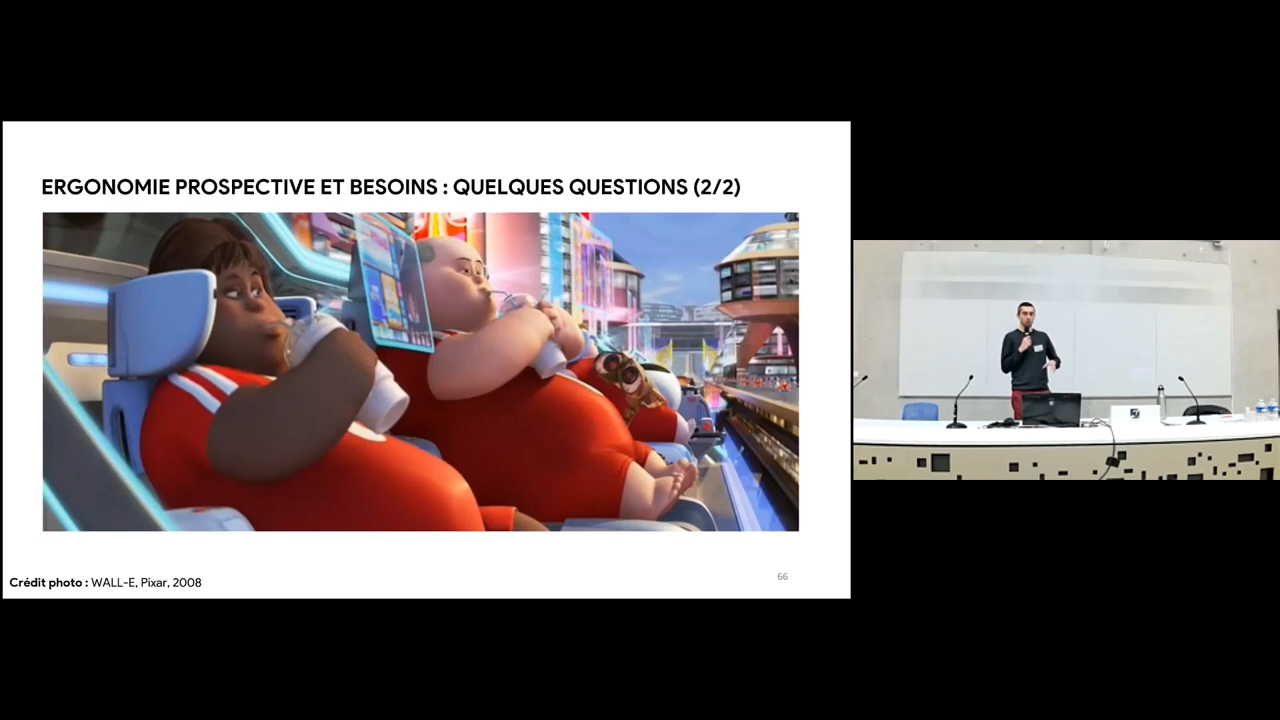 ERGONOMIE PROSPECTIVE ET BESOINS : QUELQUES QUESTIONS (2/2)
Crédit photo : WALL-E, Pixar, 2008
66